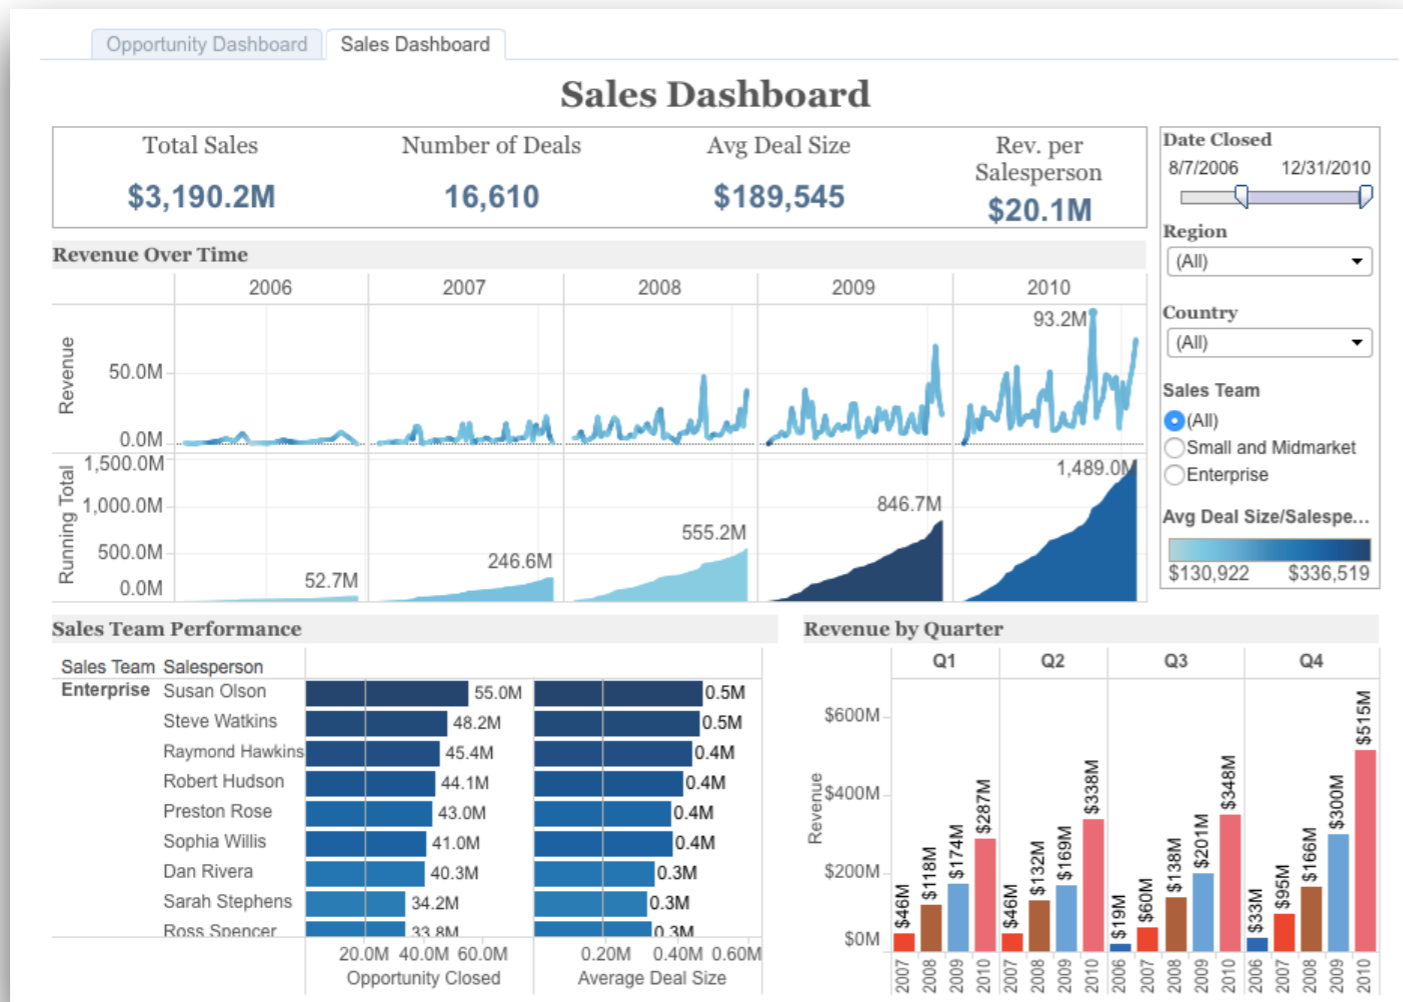 Opportunity Dashboard Sales Dashboard
Sales Dashboard
Total Sales
$3,190.2M
Number of Deals
16,610
Avg Deal Size
$189,545
Rev. per
Salesperson
$20.1M
Date Closed
8/7/2006 12/31/2010
Region
(All)
Country
(All)
Sales Team
(All)
Small and Midmarket
Enterprise
Avg Deal Size/Salespe...
$130,922 $336,519
Revenue Over Time
2006 2007 2008 2009 2010
Revenue
50.0M
0.0M
93.2M
Running Total
1,500.0M
1,000.0M
500.0M
0.0M
52.7M
246.6M
555.2M
846.7M
1,489.0M
Sales Team Performance
Sales Team Salesperson
Enterprise Susan Olson 55.0M 0.5M
Steve Watkins 48.2M 0.5M
Raymond Hawkins 45.4M 0.4M
Robert Hudson 44.1M 0.4M
Preston Rose 43.0M 0.4M
Sophia Willis 41.0M 0.4M
Dan Rivera 40.3M 0.3M
Sarah Stephens 34.2M 0.3M
Ross Spencer 33.8M 0.3M
20.0M 40.0M 60.0M 0.20M 0.40M 0.60M
Opportunity Closed Average Deal Size
Revenue by Quarter
Q1 Q2 Q3 Q4
Revenue
$600M
$400M
$200M
$0M
$46M $118M $174M $287M
$46M $132M $169M $338M
$19M $60M $138M $201M $348M
$33M $95M $166M $300M $515M
2007 2008 2009 2010 2007 2008 2009 2010 2006 2007 2008 2009 2010 2006 2007 2008 2009 2010